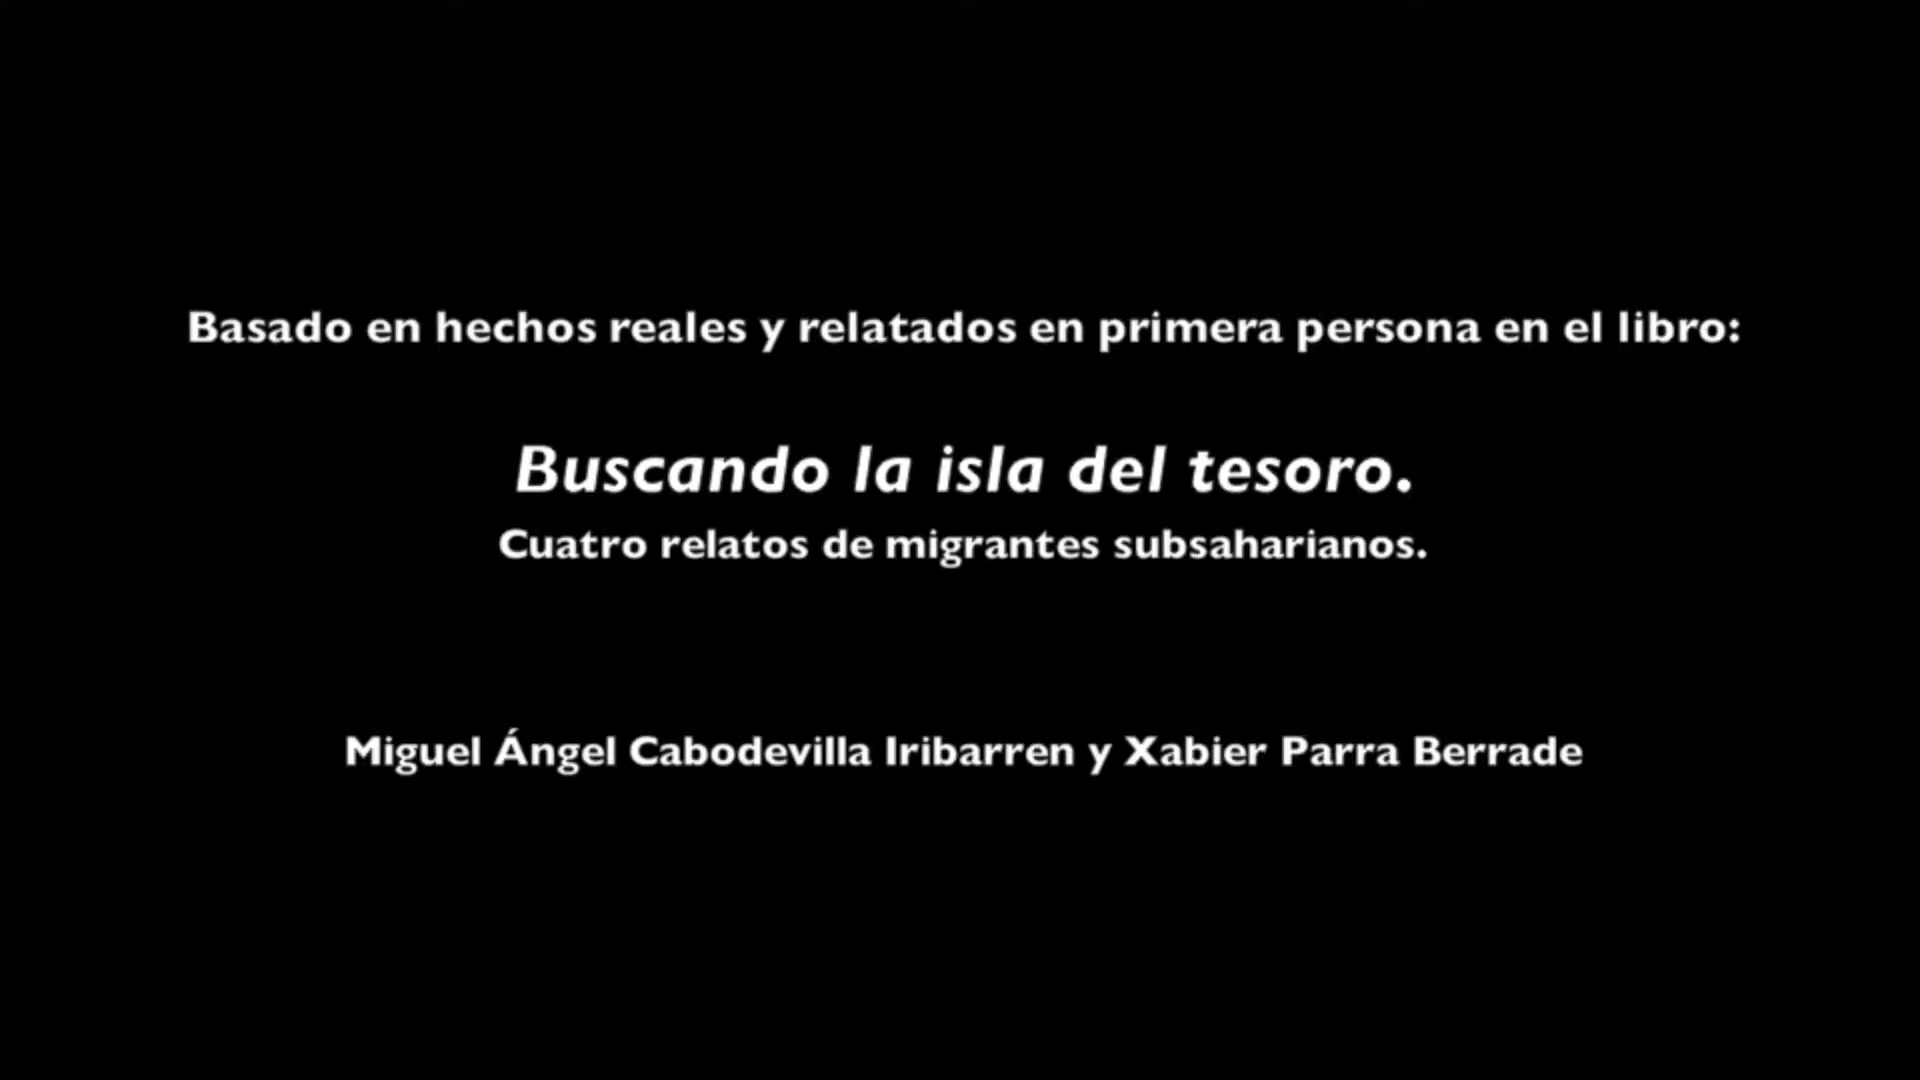 Basado en hechos reales y relatados en primera persona en el libro:
Buscando la isla del tesoro.
Cuatro relatos de migrantes subsaharianos.
Miguel Ángel Cabodevilla Iribarren y Xabier Parra Berrade